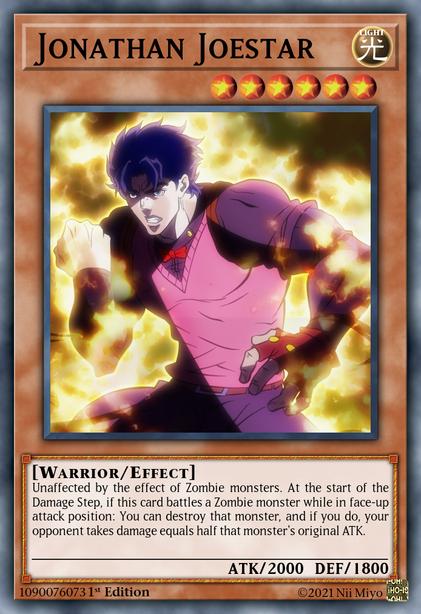 JONATHAN JOESTAR
LIGHT
光
[WARRIOR/EFFECT]
Unaffected by the effect of Zombie monsters. At the start of the
Damage Step, if this card battles a Zombie monster while in face-up
attack position: You can destroy that monster, and if you do, your
opponent takes damage equals half that monster's original ATK.
ATK/2000 DEF/1800
1090076073 1st Edition
©2021 Nii Miyo